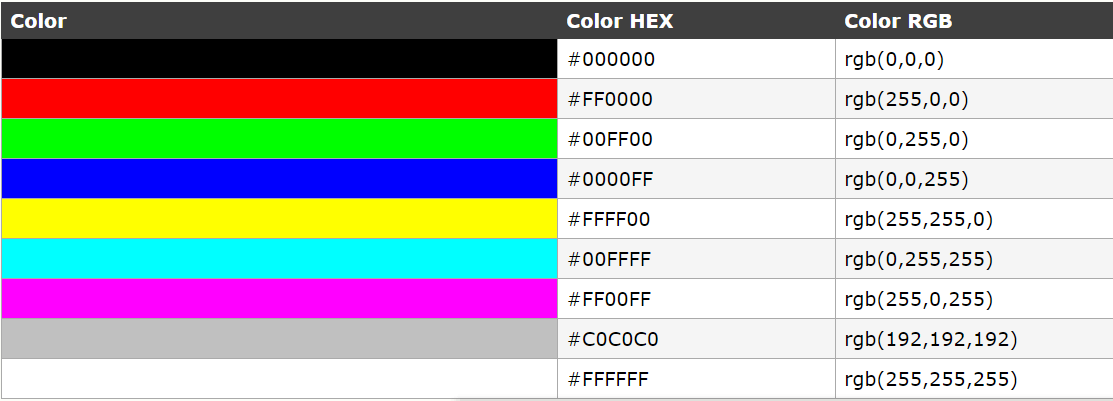 Color Color HEX Color RGB
#000000 rgb(0,0,0)
#FF0000 rgb(255,0,0)
#00FF00 rgb(0,255,0)
#0000FF rgb(0,0,255)
#FFFF00 rgb(255,255,0)
#00FFFF rgb(0,255,255)
#FF00FF rgb(255,0,255)
#C0C0C0 rgb(192,192,192)
#FFFFFF rgb(255,255,255)